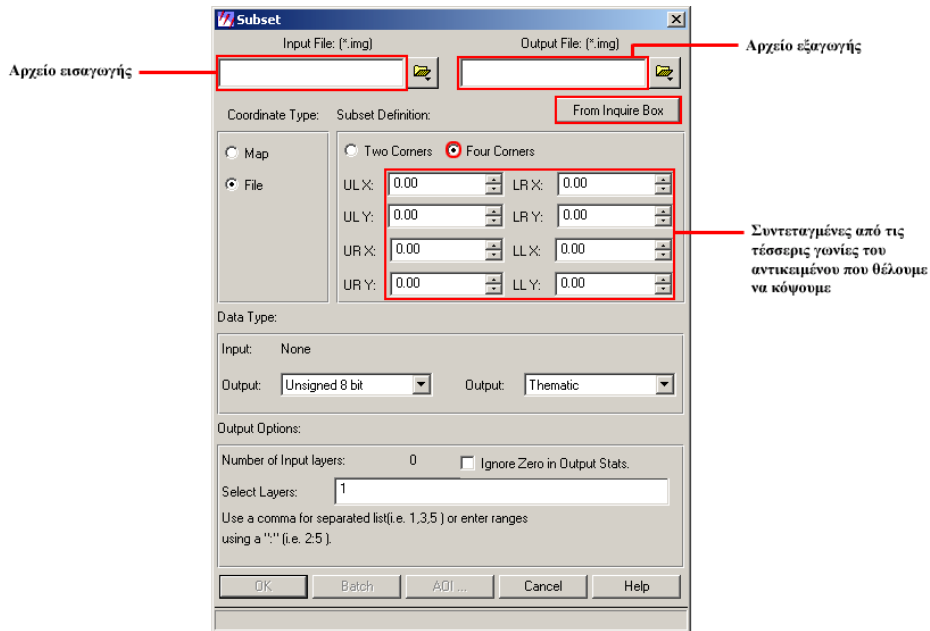 Subset
Input File: (*.img)
Output File: (*.img)
Αρχείο εξαγωγής
Αρχείο εισαγωγής
From Inquire Box
Coordinate Type:
Subset Definition:
Map
Two Corners
Four Corners
File
UL X: 0.00
LR X: 0.00
UL Y: 0.00
LR Y: 0.00
UR X: 0.00
LL X: 0.00
UR Y: 0.00
LL Y: 0.00
Συντεταγμένες από τις
τέσσερις γωνίες του
αντικειμένου που θέλουμε
να κόψουμε
Data Type:
Input: None
Output: Unsigned 8 bit
Output: Thematic
Output Options:
Number of Input layers: 0
Ignore Zero in Output Stats.
Select Layers: 1
Use a comma for separated list(i.e. 1,3,5 ) or enter ranges
using a ":" (i.e. 2:5 ).
OK
Batch
AOI ...
Cancel
Help